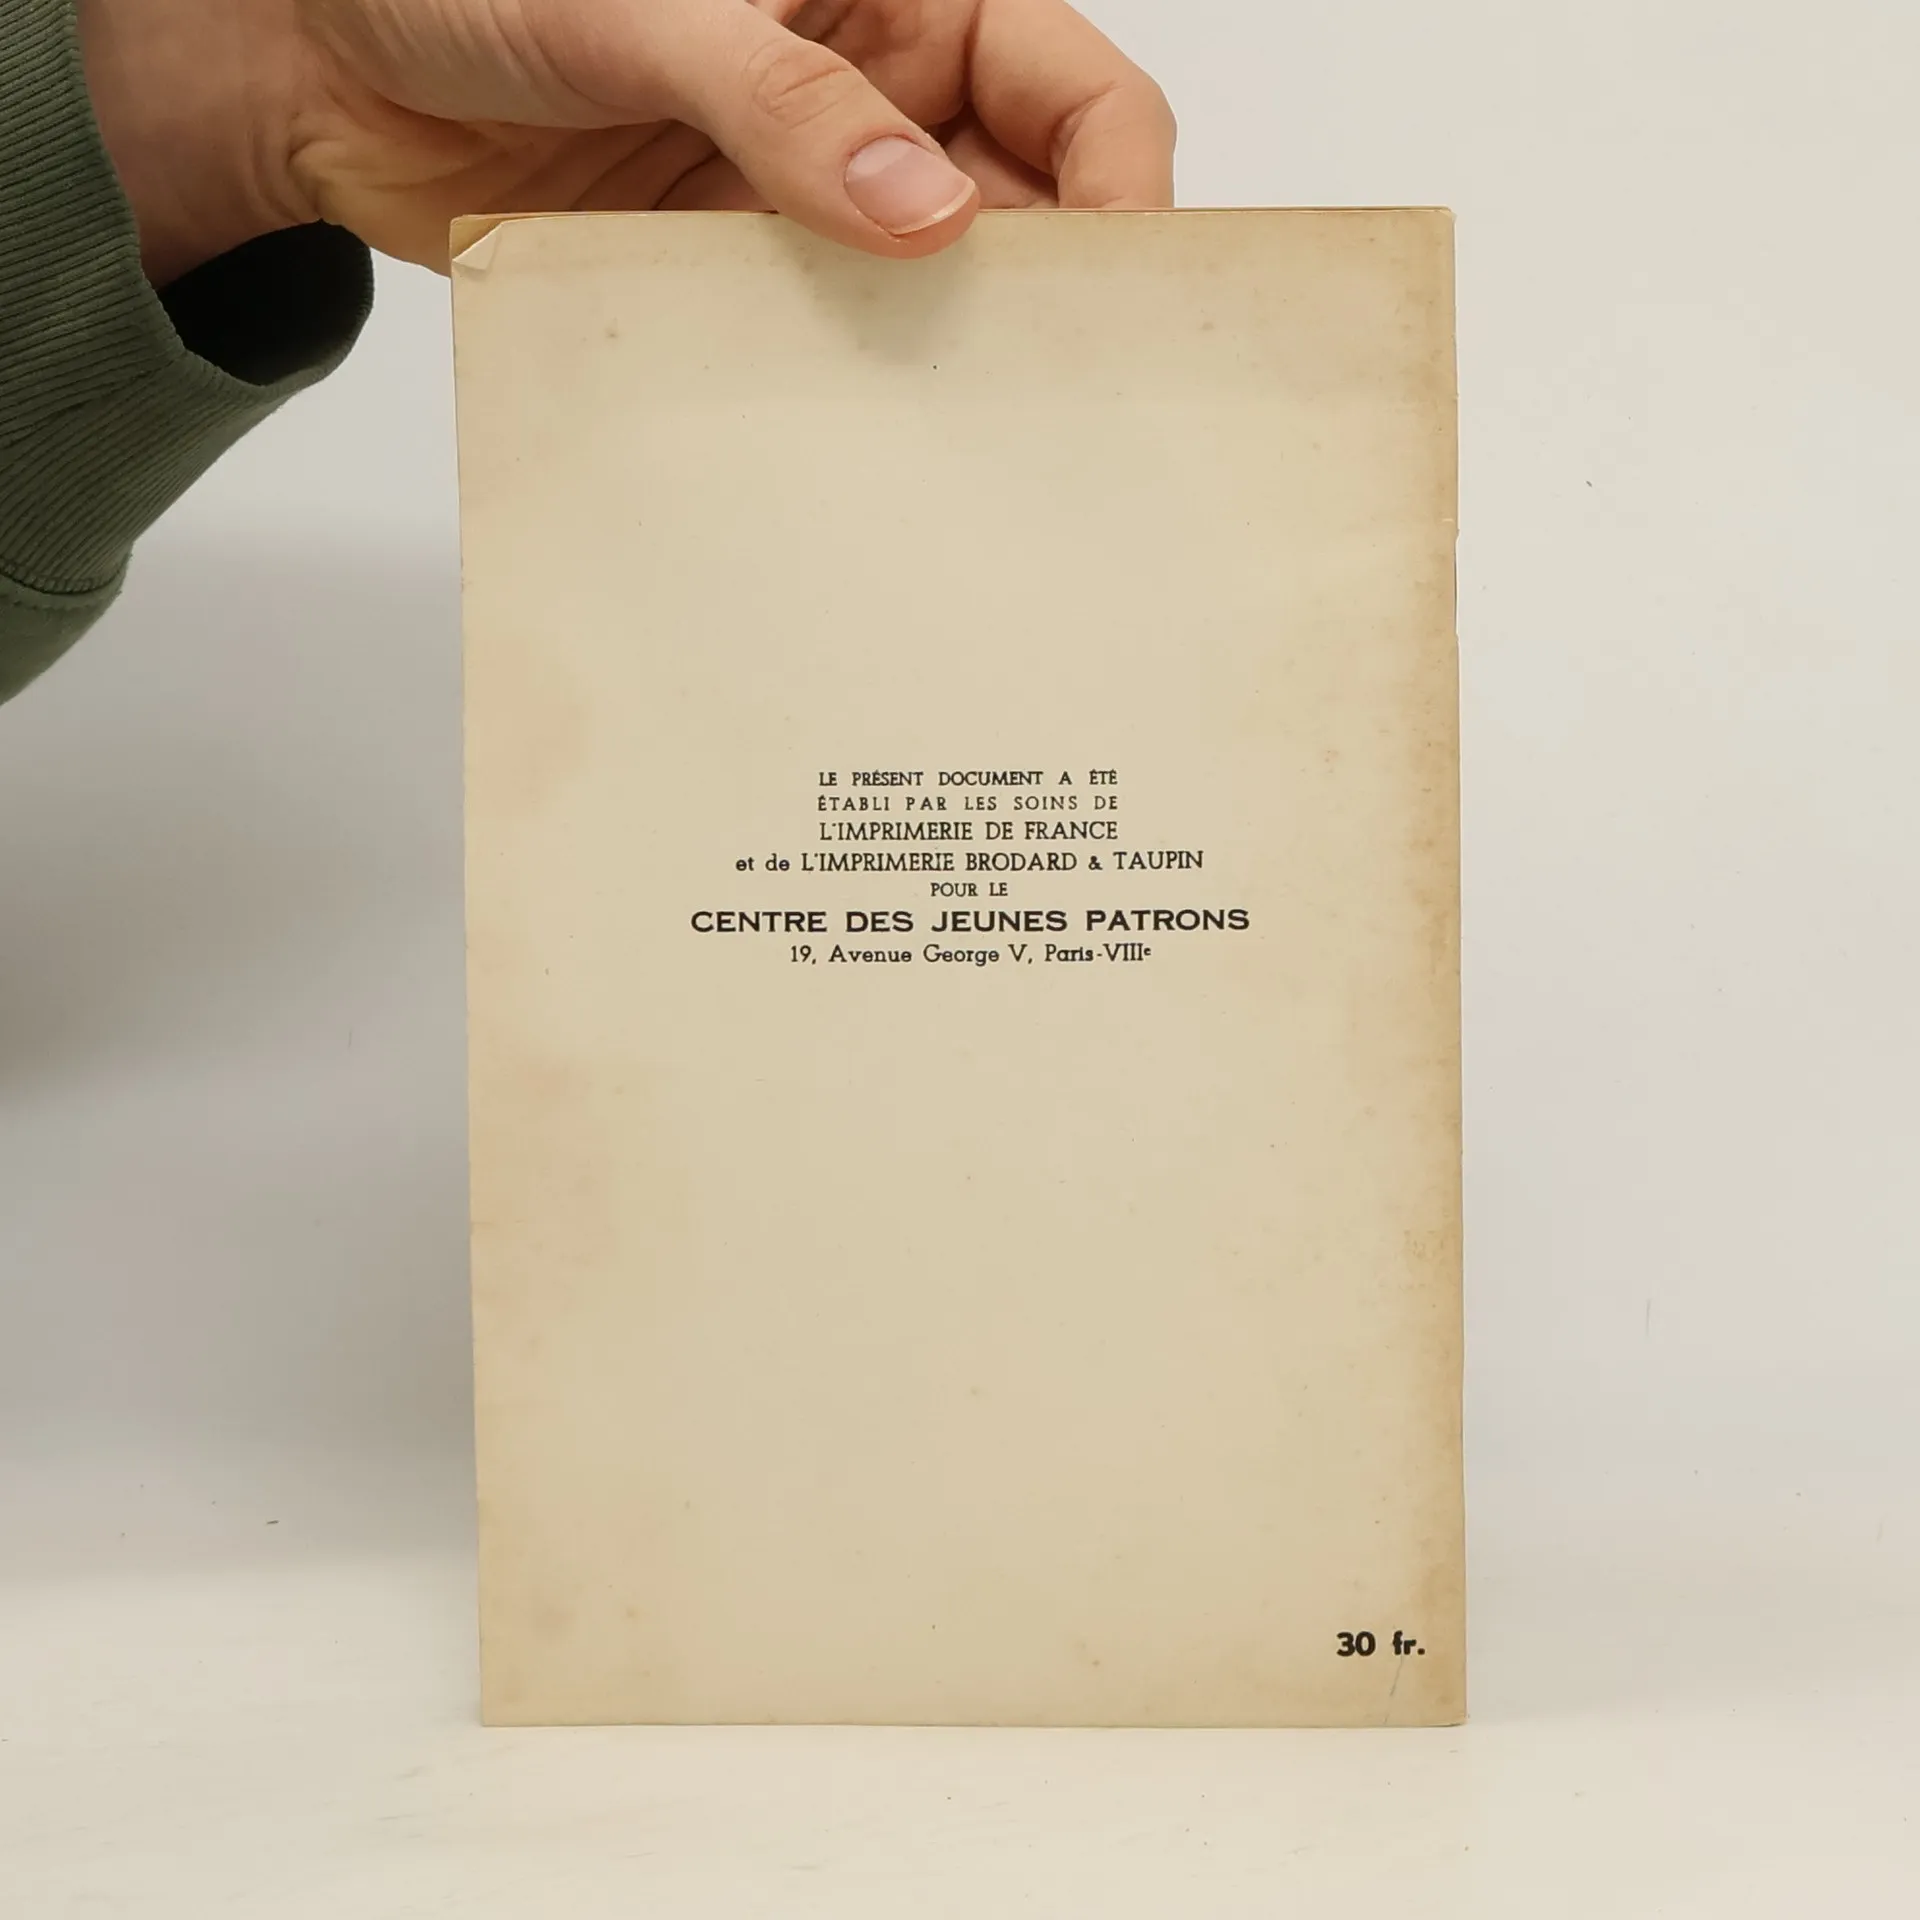 LE PRÉSENT DOCUMENT A ÉTÉ
ÉTABLI PAR LES SOINS DE
L'IMPRIMERIE DE FRANCE
et de L'IMPRIMERIE BRODARD & TAUPIN
POUR LE
CENTRE DES JEUNES PATRONS
19, Avenue George V, Paris-VIIIᵉ
30 fr.